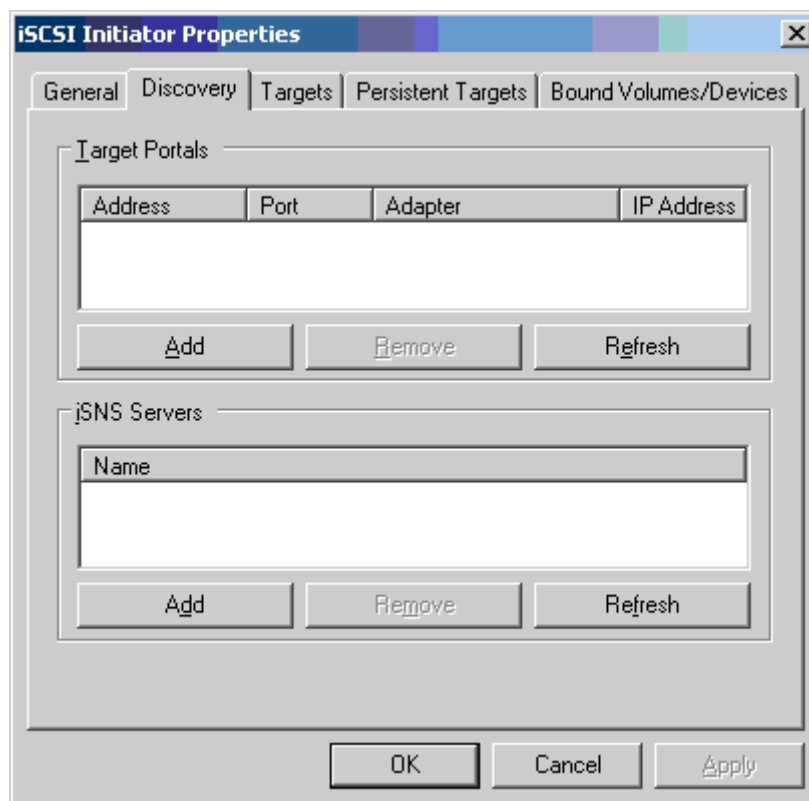 iSCSI Initiator Properties
General Discovery Targets Persistent Targets Bound Volumes/Devices
Target Portals
Address Port Adapter IP Address
Add Remove Refresh
iSNS Servers
Name
Add Remove Refresh
OK Cancel Apply